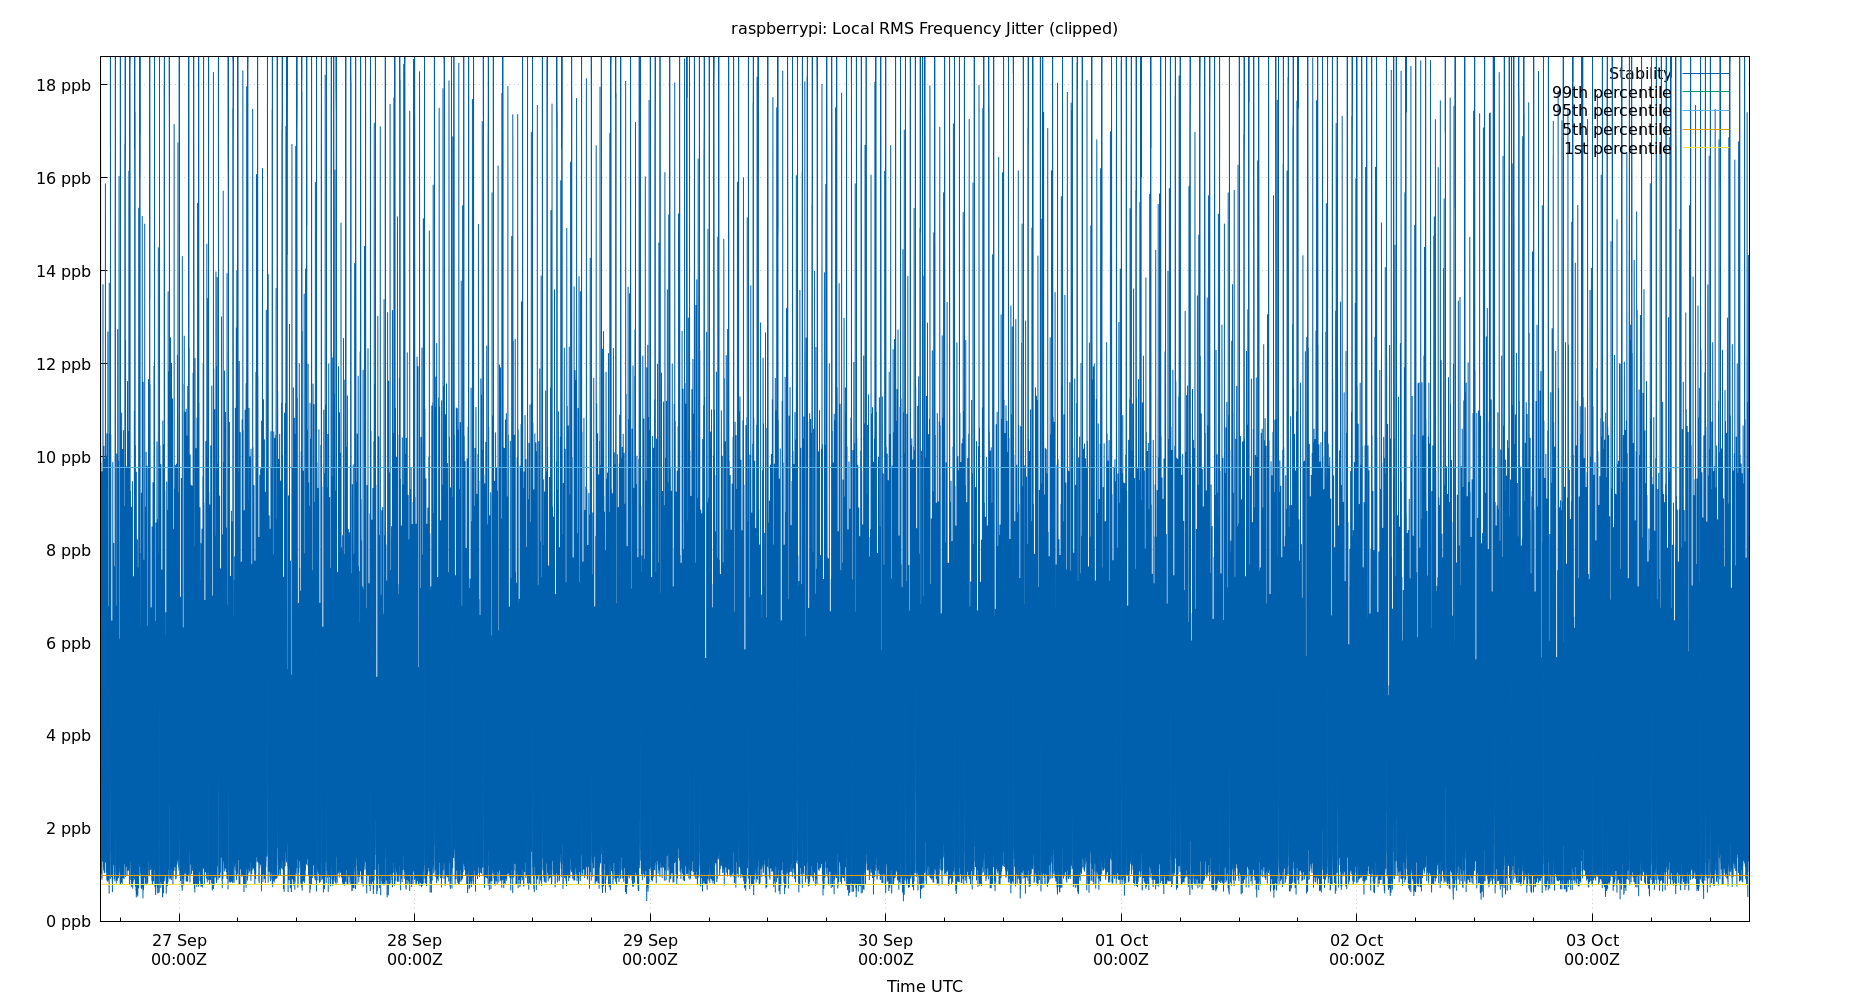 raspberrypi: Local RMS Frequency Jitter (clipped)
Stability
99th percentile
95th percentile
5th percentile
1st percentile
18 ppb
16 ppb
14 ppb
12 ppb
10 ppb
8 ppb
6 ppb
4 ppb
2 ppb
0 ppb
27 Sep 28 Sep 29 Sep 30 Sep 01 Oct 02 Oct 03 Oct
00:00Z 00:00Z 00:00Z 00:00Z 00:00Z 00:00Z 00:00Z
Time UTC